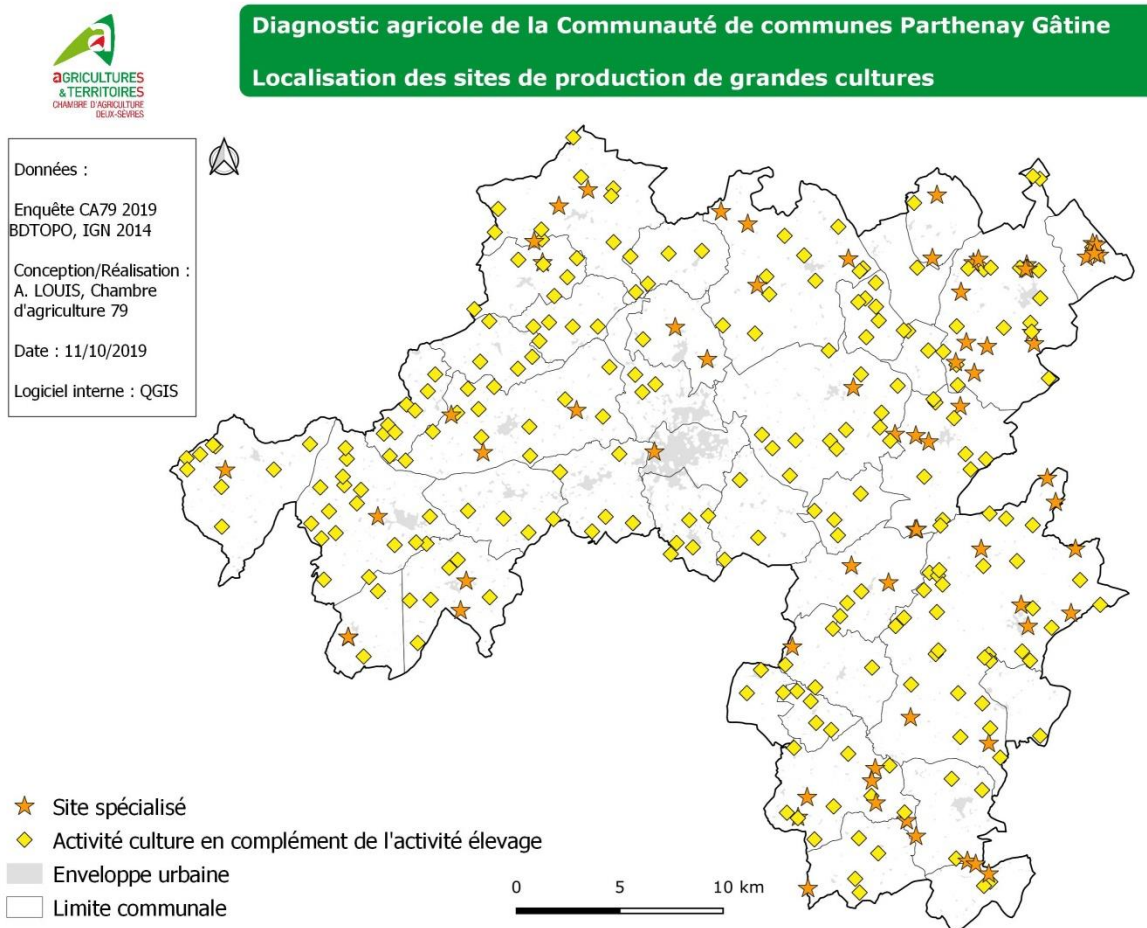 Diagnostic agricole de la Communauté de communes Parthenay Gâtine
Localisation des sites de production de grandes cultures
aGRICULTURES
& TERRITOIRES
CHAMBRE D'AGRICULTURE
DEUX-SÈVRES
Données :
Enquête CA79 2019
BDTOPO, IGN 2014
Conception/Réalisation :
A. LOUIS, Chambre
d'agriculture 79
Date : 11/10/2019
Logiciel interne : QGIS
Site spécialisé
Activité culture en complément de l'activité élevage
Enveloppe urbaine
Limite communale
0 5 10 km